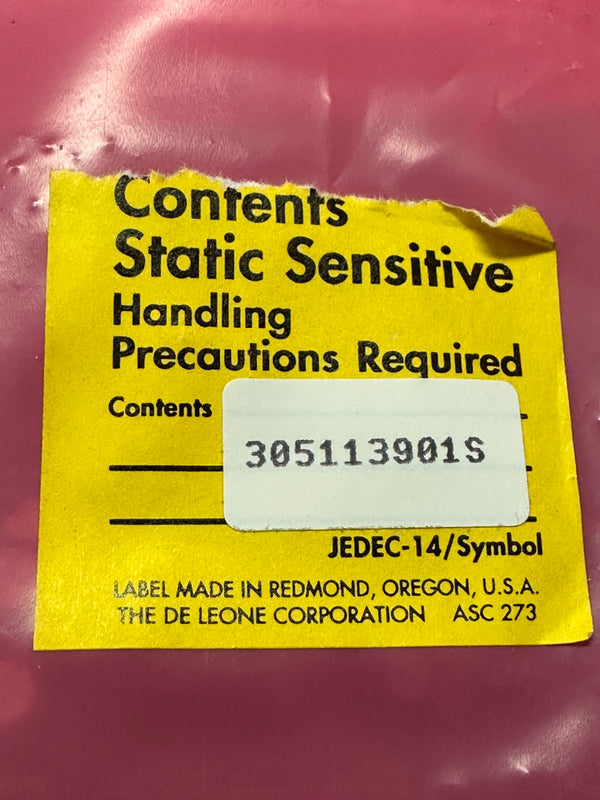 Contents
Static Sensitive
Handling
Precautions Required
Contents
305113901S
JEDEC-14/Symbol
LABEL MADE IN REDMOND, OREGON, U.S.A.
THE DE LEONE CORPORATION ASC 273